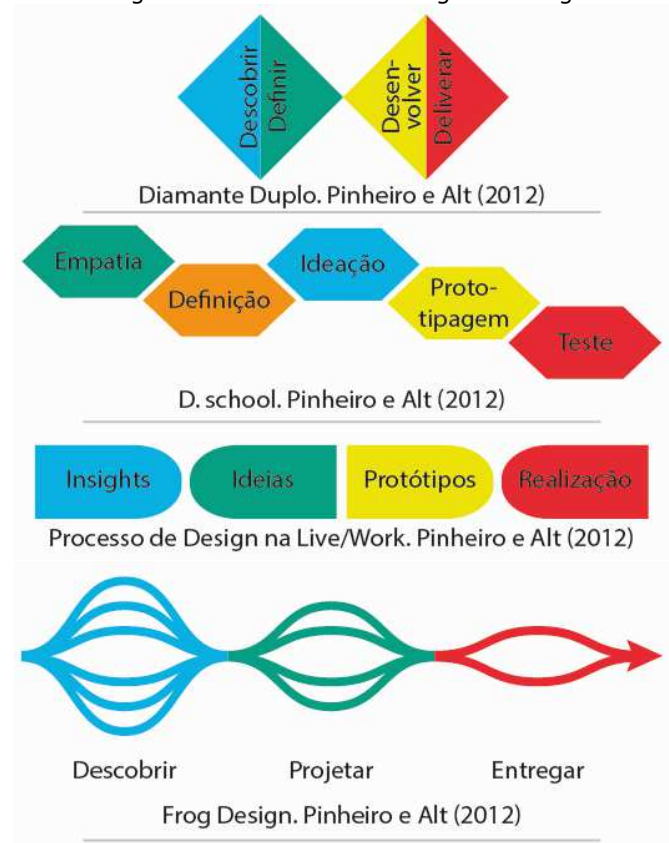 Descobrir
Definir
Desen-
volver
Deliverar
Diamante Duplo. Pinheiro e Alt (2012)
Empatia
Definição
Ideação
Proto-
tipagem
Teste
D. school. Pinheiro e Alt (2012)
Insights
Ideias
Protótipos
Realização
Processo de Design na Live/Work. Pinheiro e Alt (2012)
Descobrir
Projetar
Entregar
Frog Design. Pinheiro e Alt (2012)